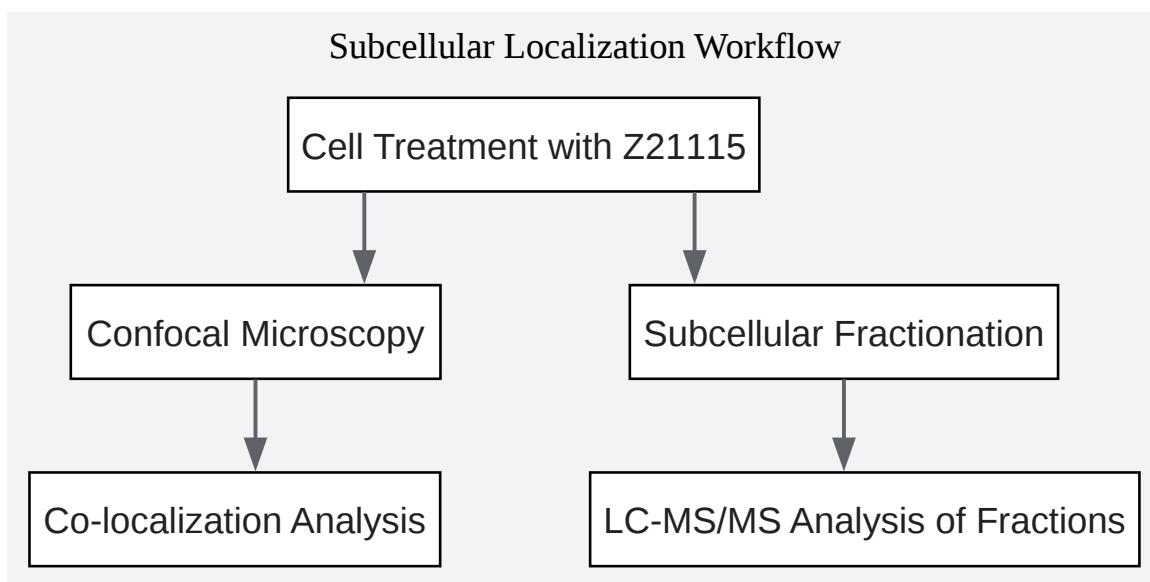 Subcellular Localization Workflow
Cell Treatment with Z21115
Confocal Microscopy
Subcellular Fractionation
Co-localization Analysis
LC-MS/MS Analysis of Fractions